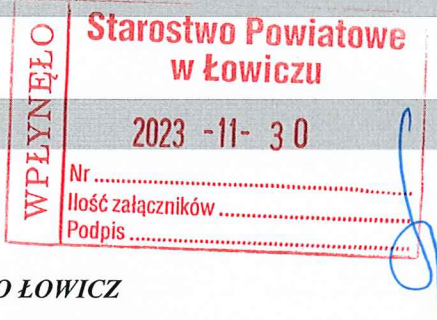 WPŁYNĘŁO
Starostwo Powiatowe
w Łowiczu
2023 -11- 30
Nr ........................
Ilość załączników ........................
Podpis ........................
O ŁOWICZ